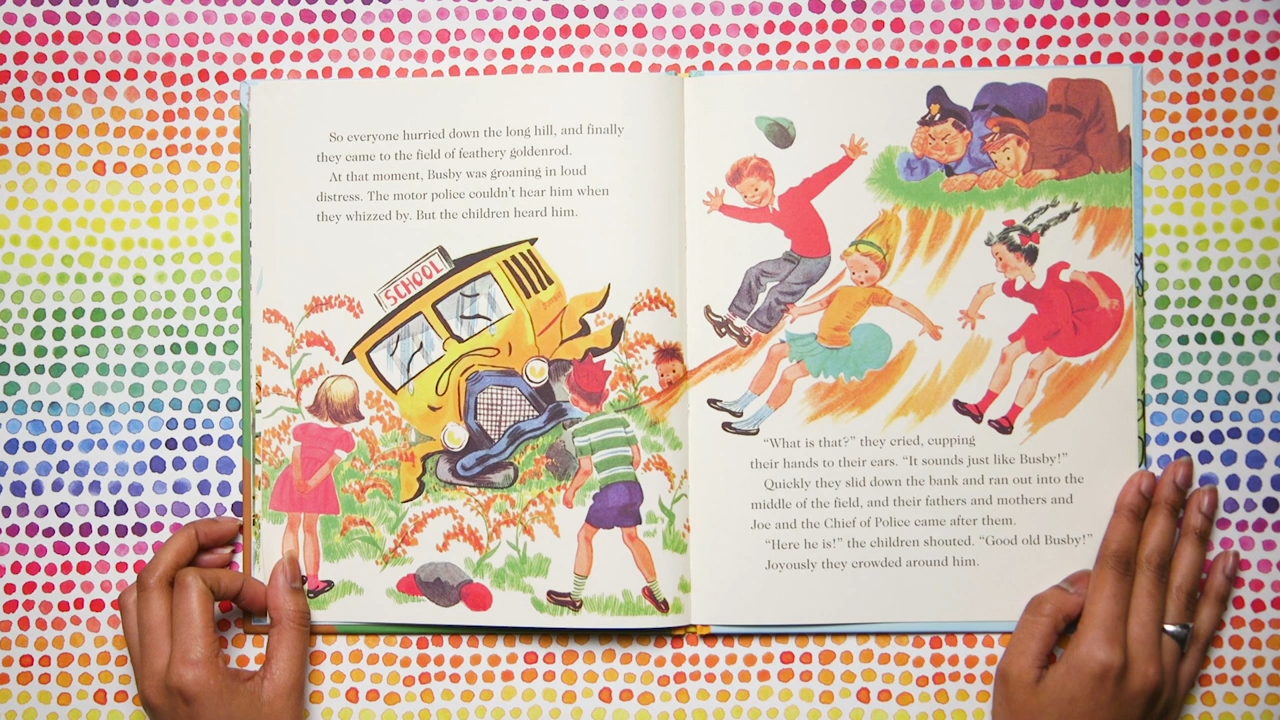 So everyone hurried down the long hill, and finally
they came to the field of feathery goldenrod.
At that moment, Busby was groaning in loud
distress. The motor police couldn't hear him when
they whizzed by. But the children heard him.
SCHOOL
"What is that?" they cried, cupping
their hands to their ears. "It sounds just like Busby!"
Quickly they slid down the bank and ran out into the
middle of the field, and their fathers and mothers and
Joe and the Chief of Police came after them.
"Here he is!" the children shouted. "Good old Busby!"
Joyously they crowded around him.